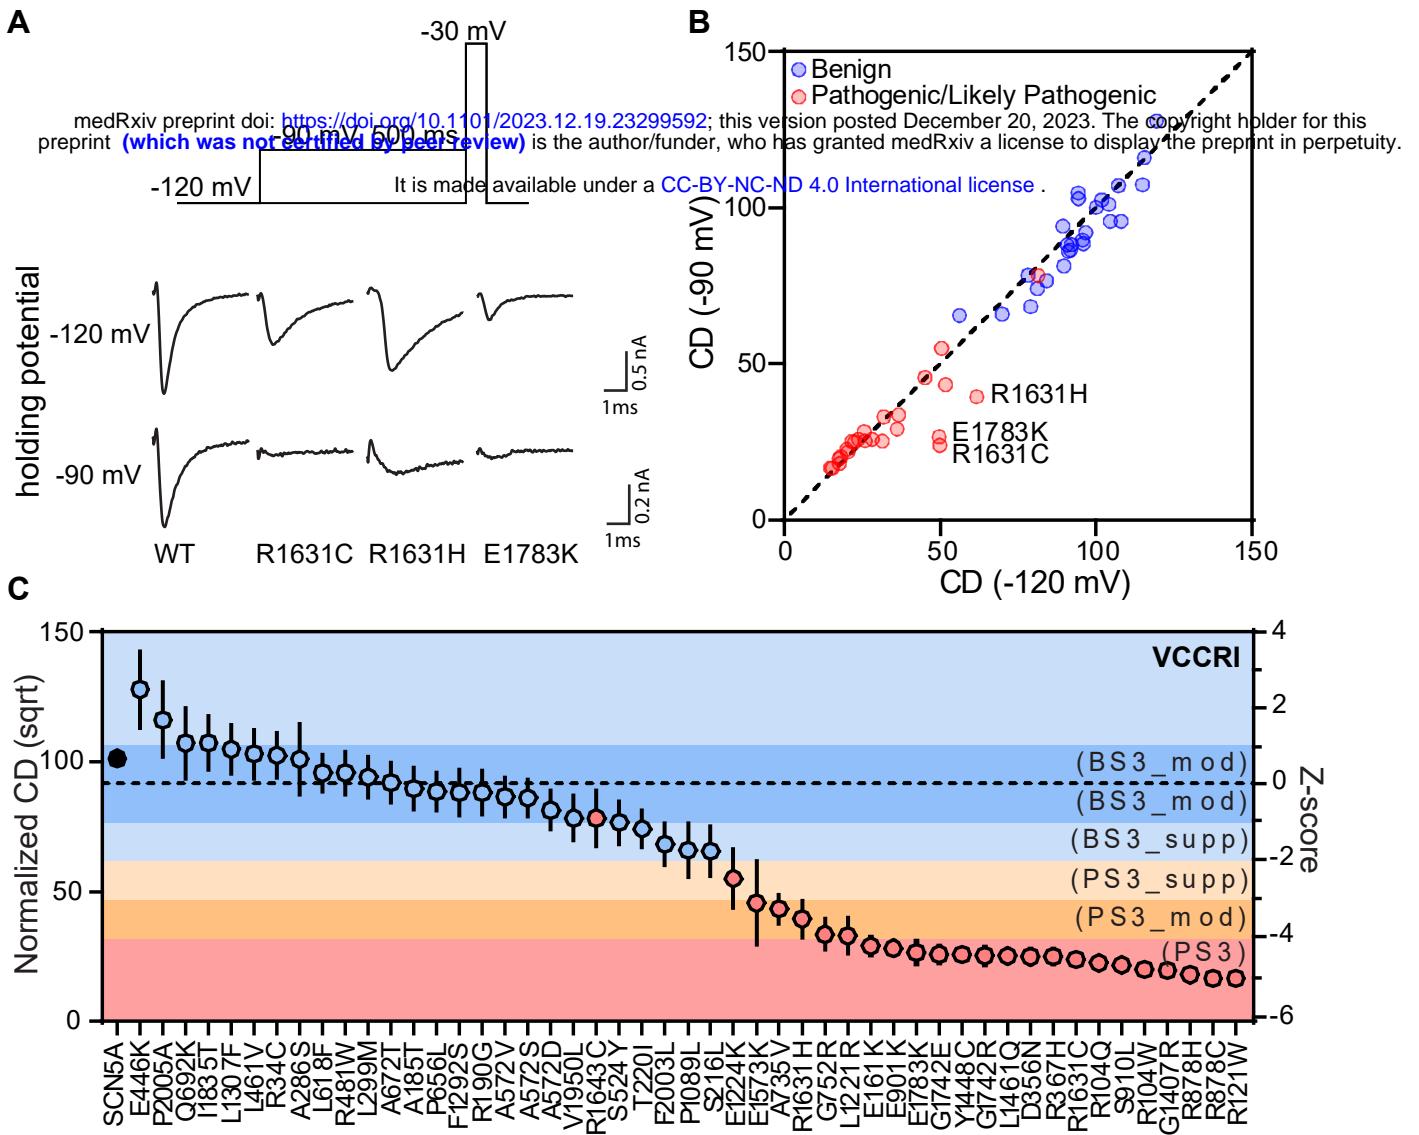 A
-30 mV
medRxiv preprint doi: https://doi.org/10.1101/2023.12.19.23299592; this version posted December 20, 2023. The copyright holder for this
-90 mV, 500 ms
preprint (which was not certified by peer review) is the author/funder, who has granted medRxiv a license to display the preprint in perpetuity.
-120 mV
It is made available under a CC-BY-NC-ND 4.0 International license .
holding potential
-120 mV
0.5 nA
1ms
-90 mV
0.2 nA
1ms
WT R1631C R1631H E1783K
B
150
Benign
Pathogenic/Likely Pathogenic
100
CD (-90 mV)
50
R1631H
E1783K
R1631C
0
0 50 100 150
CD (-120 mV)
C
150
4
VCCRI
2
100
(BS3_mod)
0
(BS3_mod)
(BS3_supp)
-2
(PS3_supp)
50
(PS3_mod)
-4
(PS3)
0
-6
Normalized CD (sqrt)
Z-score
SCN5A
E446K
P2005A
Q692K
I1835T
L1307F
L461V
R34C
A286S
L618F
R481W
L299M
A672T
A185T
P656L
F1292S
R190G
A572V
A572S
A572D
V1950L
R1643C
S524Y
T220I
F2003L
P1089L
S216L
E1224K
E1573K
A735V
R1631H
G752R
L1221R
E161K
E901K
E1783K
G1742E
Y1448C
G1742R
L1461Q
D356N
R367H
R1631C
R104Q
S910L
R104W
G1407R
R878H
R878C
R121W